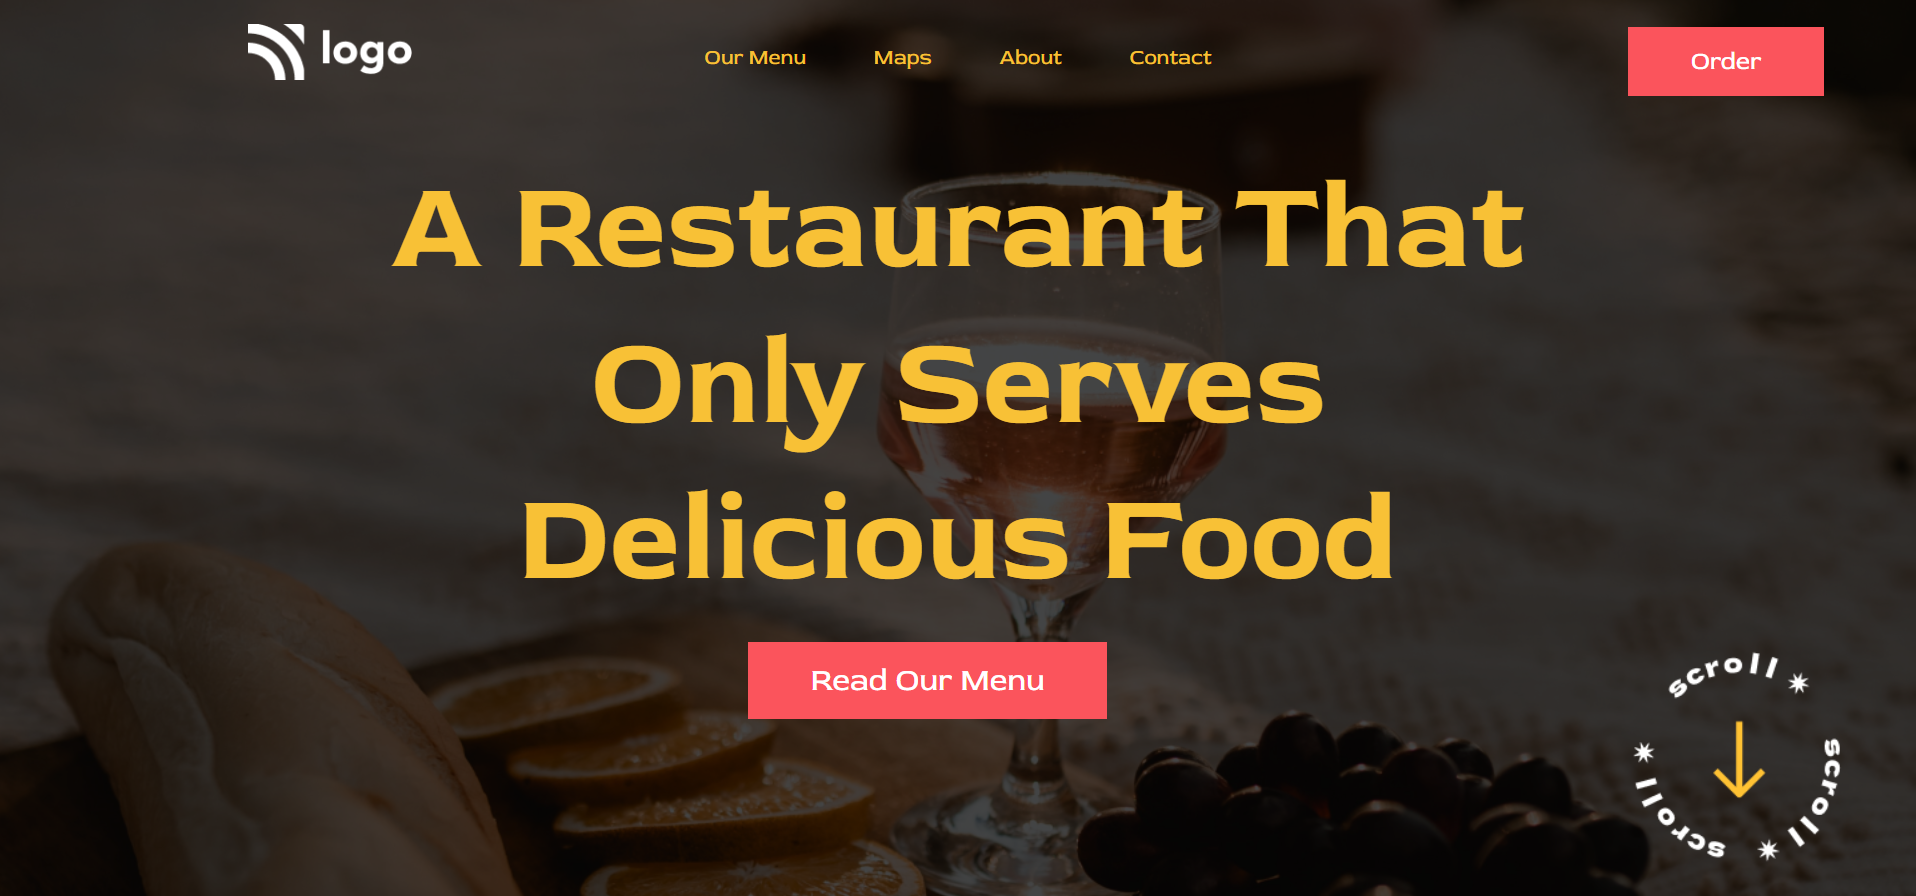 logo
Our Menu
Maps
About
Contact
Order
A Restaurant That
Only Serves
Delicious Food
Read Our Menu
scroll
scroll
scroll